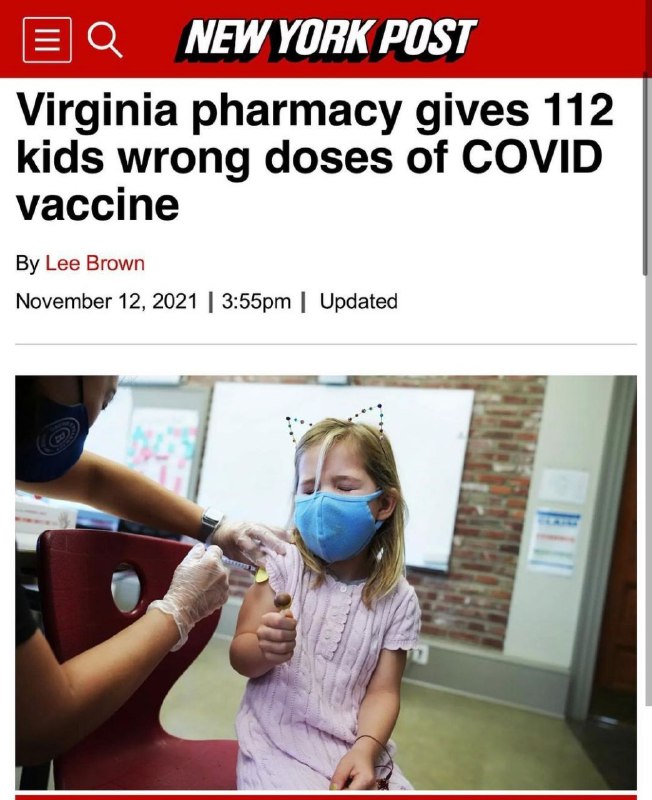 NEW YORK POST
Virginia pharmacy gives 112
kids wrong doses of COVID
vaccine
By Lee Brown
November 12, 2021 | 3:55pm | Updated